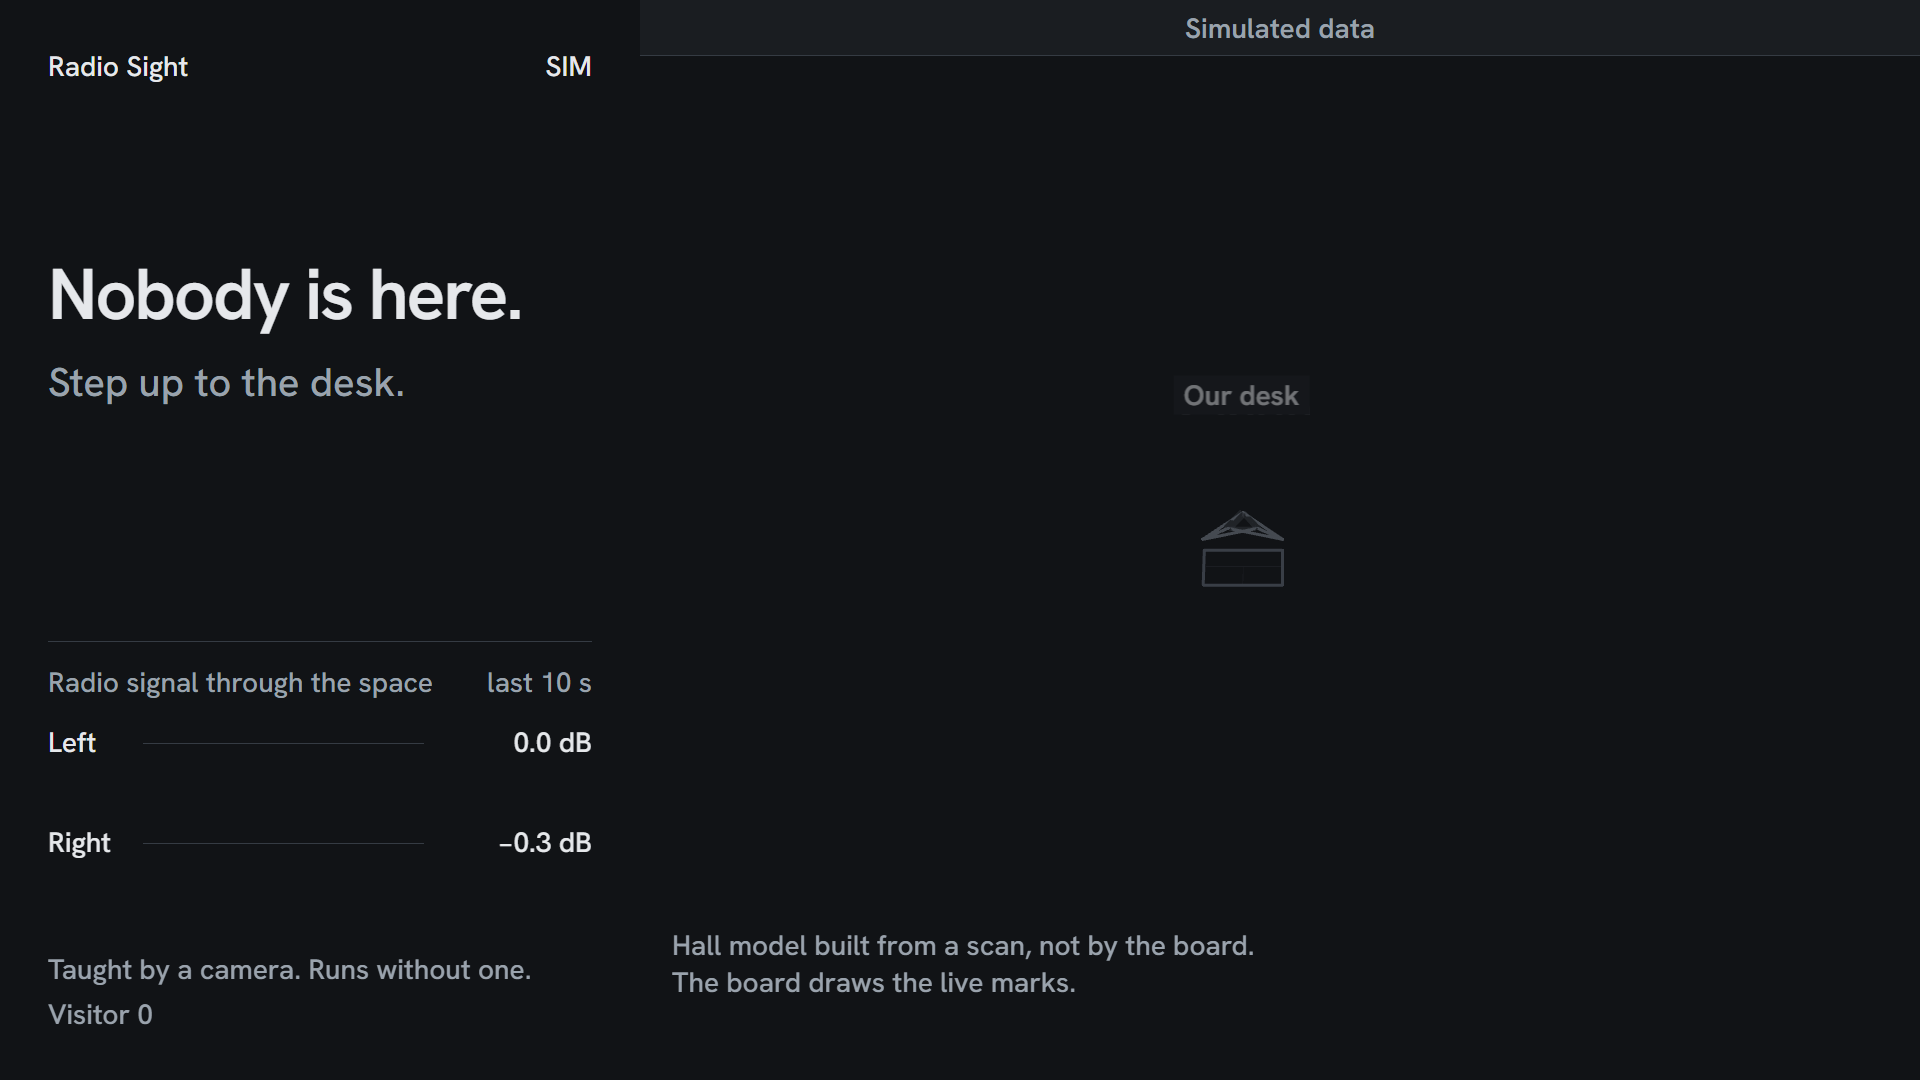 Radio Sight
SIM
Simulated data
Nobody is here.
Step up to the desk.
Our desk
Radio signal through the space
last 10 s
Left
0.0 dB
Right
−0.3 dB
Taught by a camera. Runs without one.
Visitor 0
Hall model built from a scan, not by the board.
The board draws the live marks.